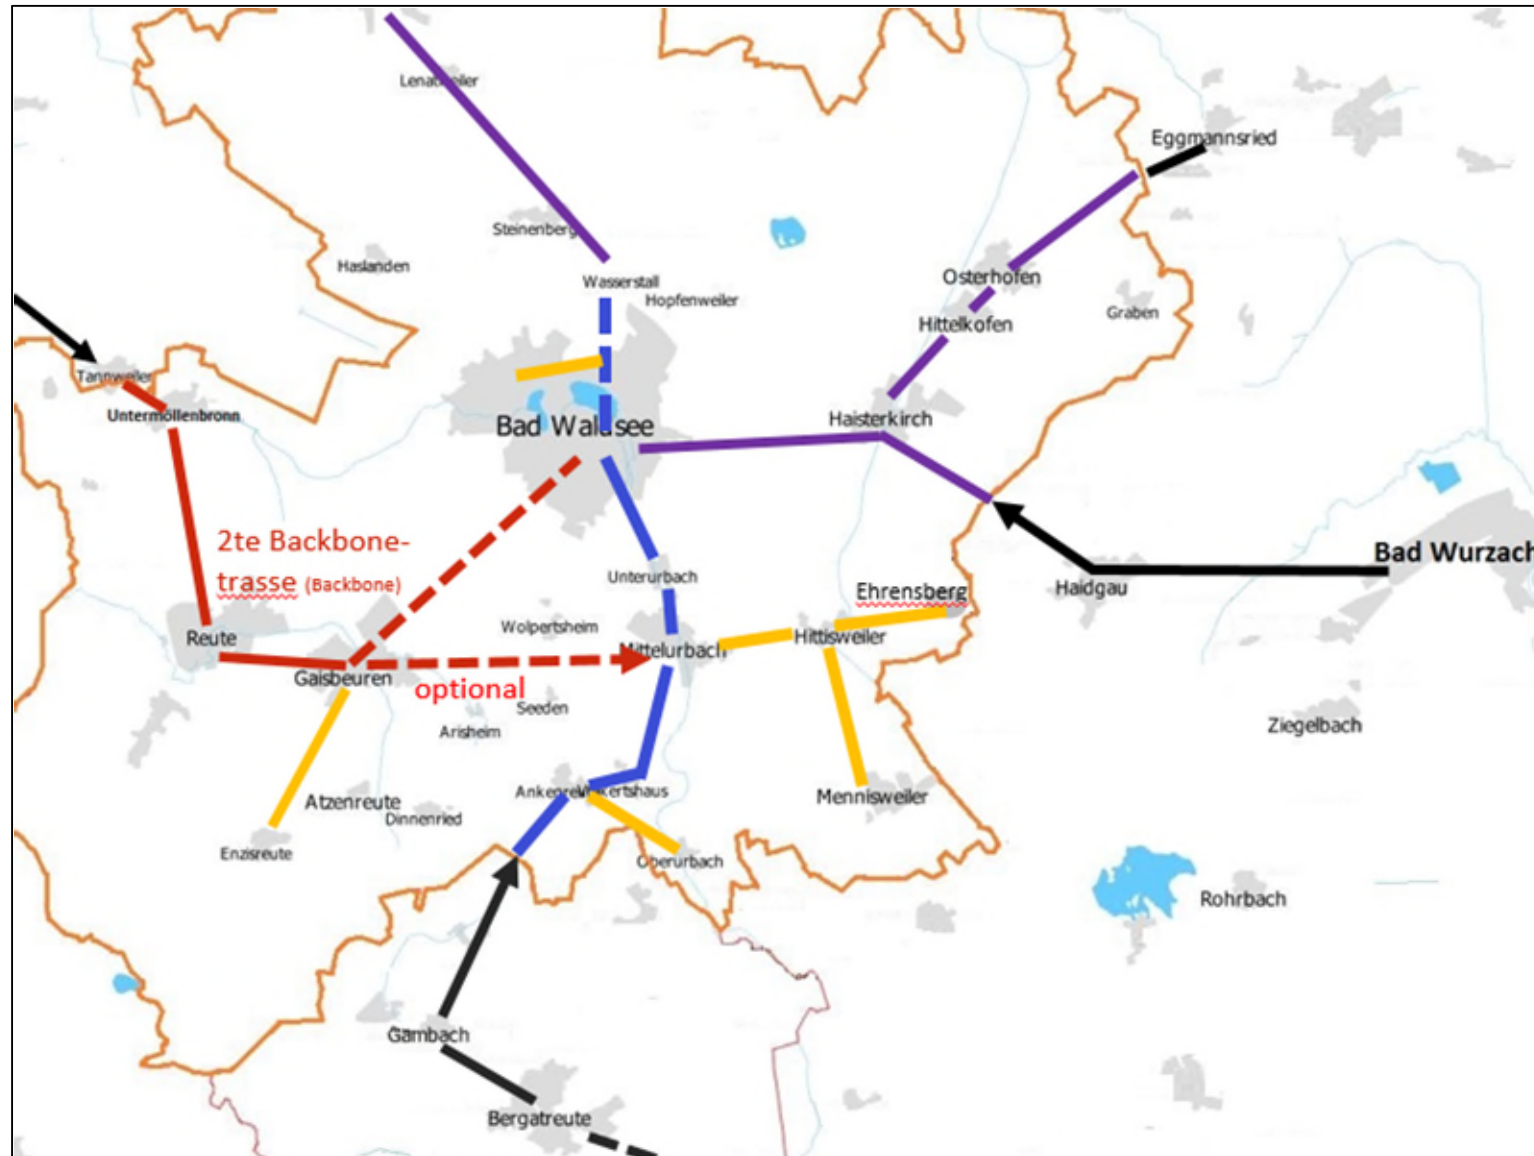 Lenatweiler
Eggmannsried
Steinenberg
Haslanden
Wasserstall
Hopfenweiler
Osterhofen
Graben
Hittelkofen
Tannweiler
Untermöllenbronn
Bad Waldsee
Haisterkirch
2te Backbone-
trasse (Backbone)
Bad Wurzach
Unterurbach
Haidgau
Ehrensberg
Reute
Wolpertsheim
Mittelurbach
Hittisweiler
Gaisbeuren
optional
Seeden
Arisheim
Ziegelbach
Atzenreute
Dinnenried
Mennisweiler
Enzisreute
Oberurbach
Rohrbach
Gambach
Bergatreute